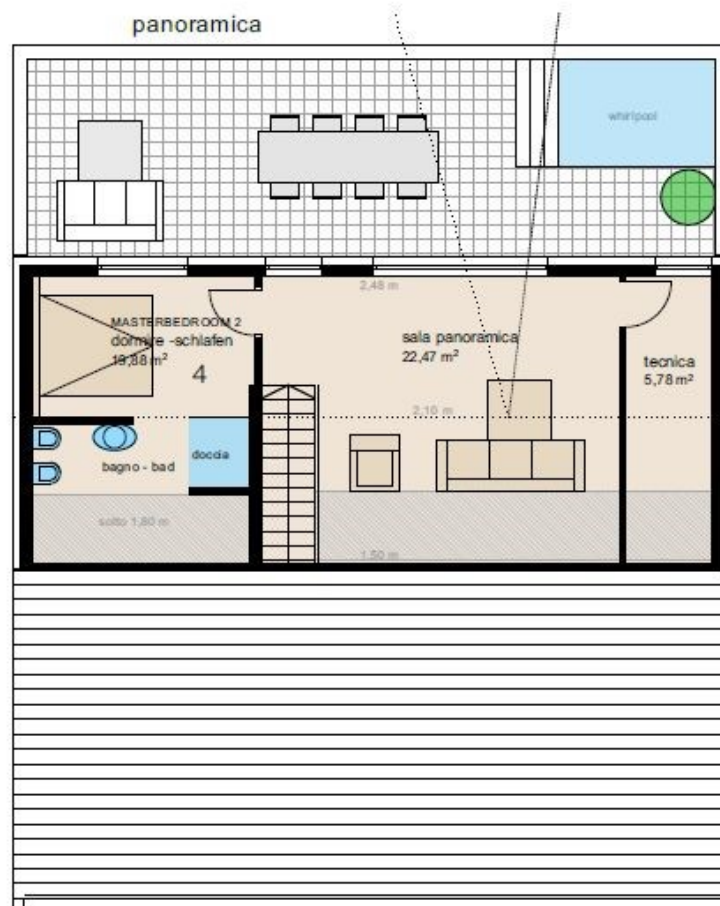 panoramica
whirlpool
2,48 m
MASTERBEDROOM 2
dormire -schlafen
19,88 m²
4
sala panoramica
22,47 m²
tecnica
5,78 m²
2,10 m
doccia
bagno - bad
sotto 1,80 m
1,50 m